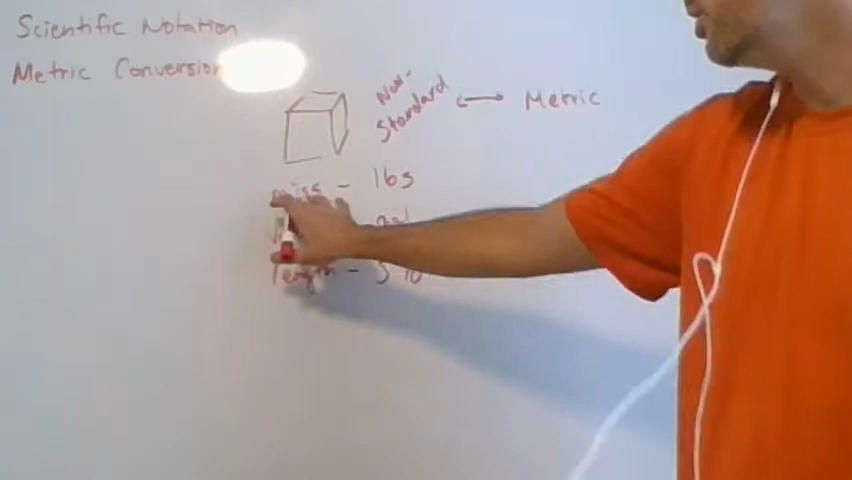 Scientific Notation
Metric Conversion
Non-
Standard ↔ Metric
mass - lbs
gal
length -